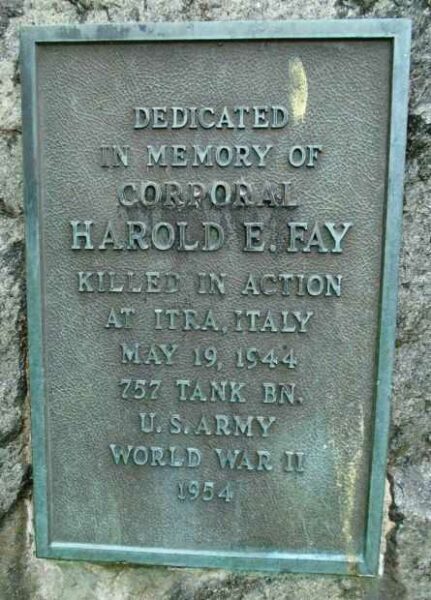 DEDICATED
IN MEMORY OF
CORPORAL
HAROLD E. FAY
KILLED IN ACTION
AT ITRA, ITALY
MAY 19, 1944
757 TANK BN.
U.S. ARMY
WORLD WAR II
1954